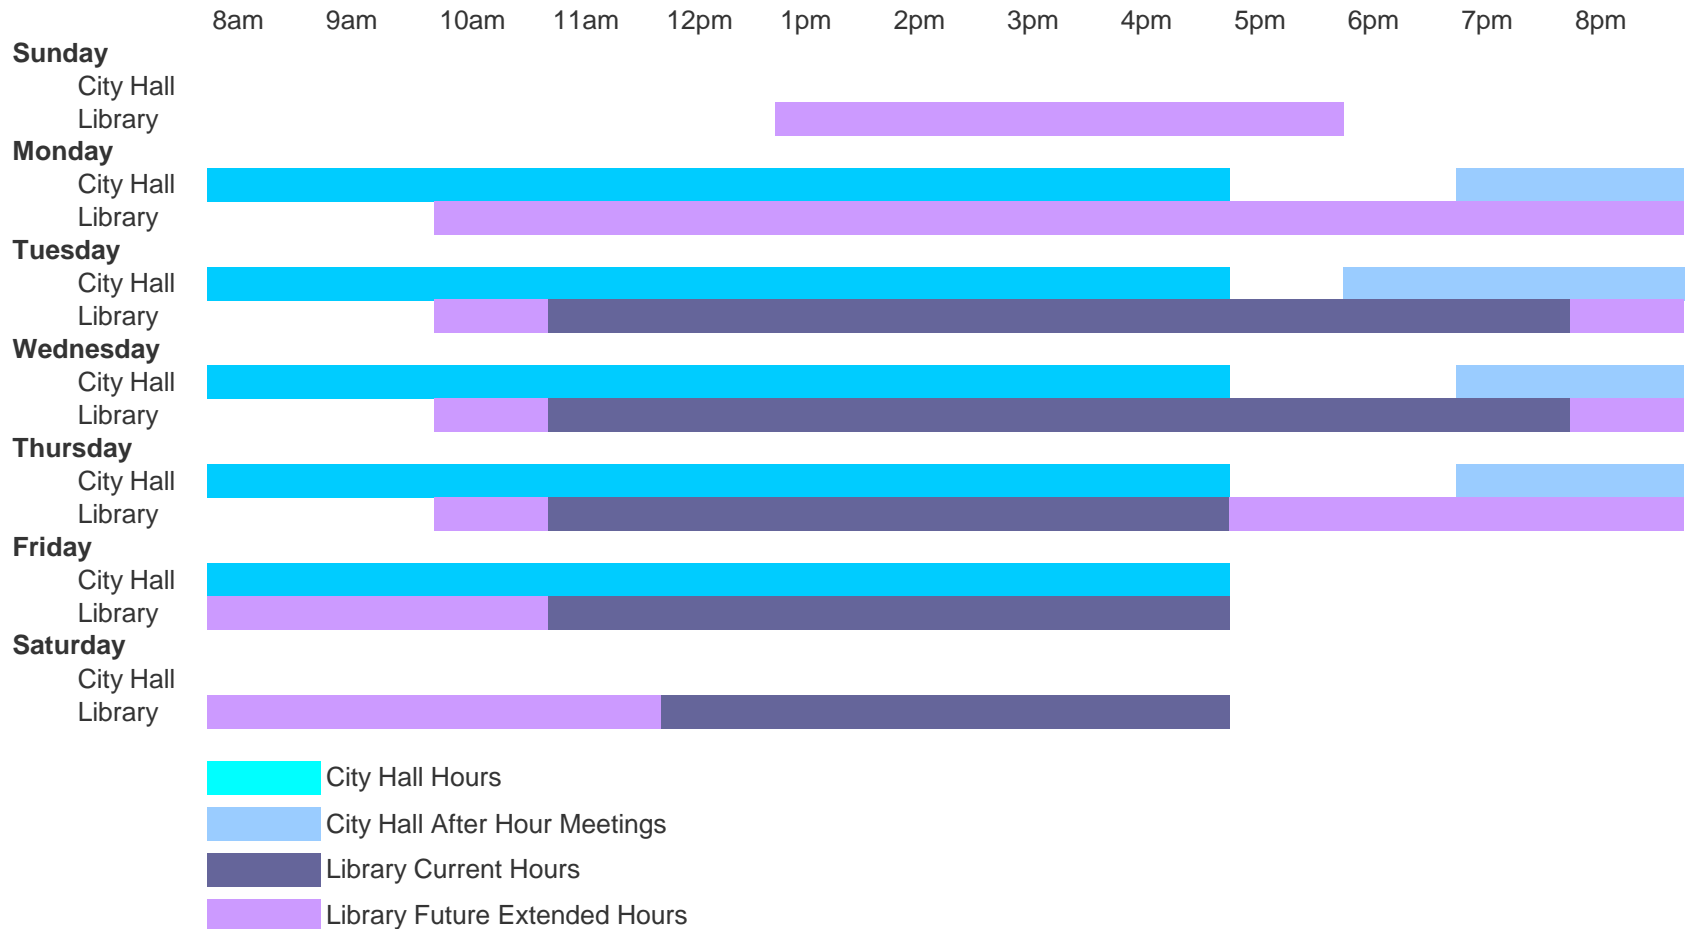 8am 9am 10am 11am 12pm 1pm 2pm 3pm 4pm 5pm 6pm 7pm 8pm
Sunday
City Hall
Library
Monday
City Hall
Library
Tuesday
City Hall
Library
Wednesday
City Hall
Library
Thursday
City Hall
Library
Friday
City Hall
Library
Saturday
City Hall
Library
City Hall Hours
City Hall After Hour Meetings
Library Current Hours
Library Future Extended Hours